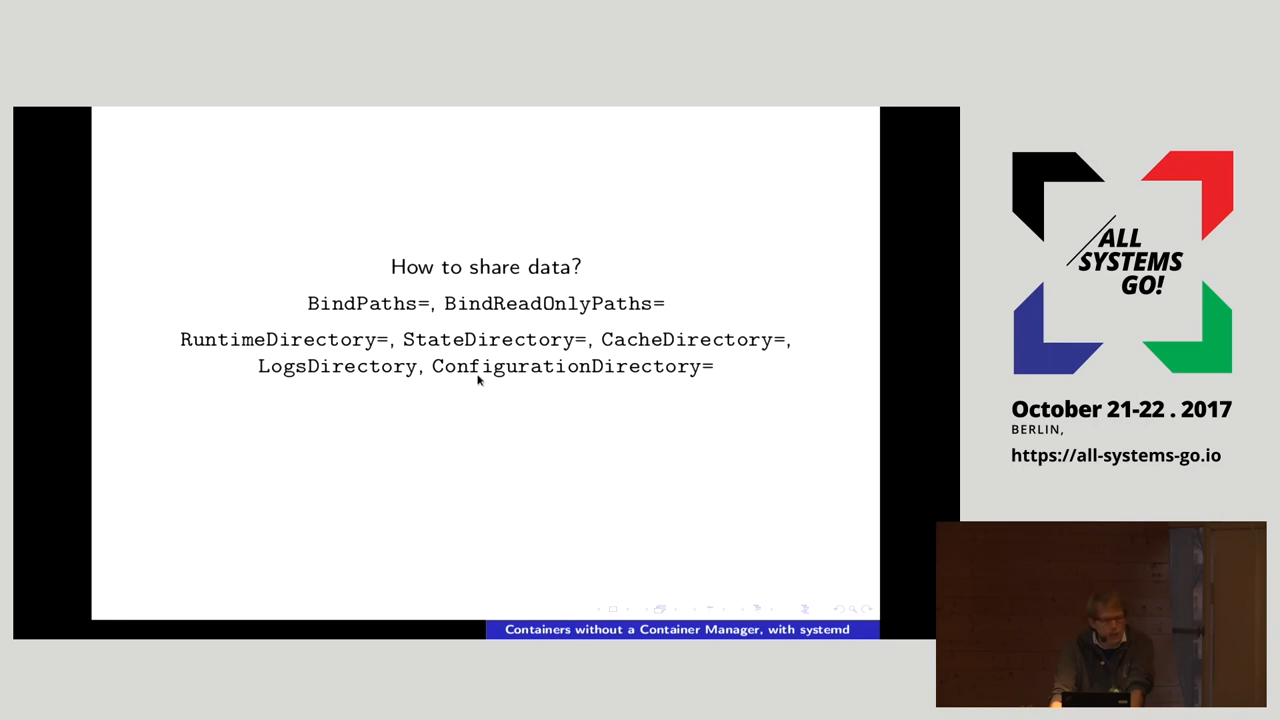 How to share data?
BindPaths=, BindReadOnlyPaths=
RuntimeDirectory=, StateDirectory=, CacheDirectory=,
LogsDirectory, ConfigurationDirectory=
Containers without a Container Manager, with systemd
ALL
SYSTEMS
GO!
October 21-22 . 2017
BERLIN,
https://all-systems-go.io